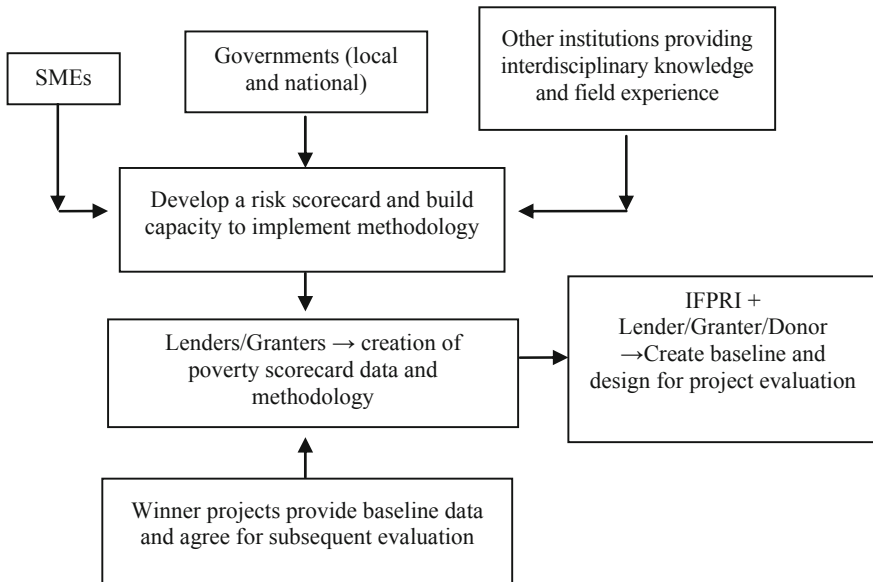 SMEs
Governments (local
and national)
Other institutions providing
interdisciplinary knowledge
and field experience
Develop a risk scorecard and build
capacity to implement methodology
Lenders/Granters → creation of
poverty scorecard data and
methodology
IFPRI +
Lender/Granter/Donor
→Create baseline and
design for project evaluation
Winner projects provide baseline data
and agree for subsequent evaluation